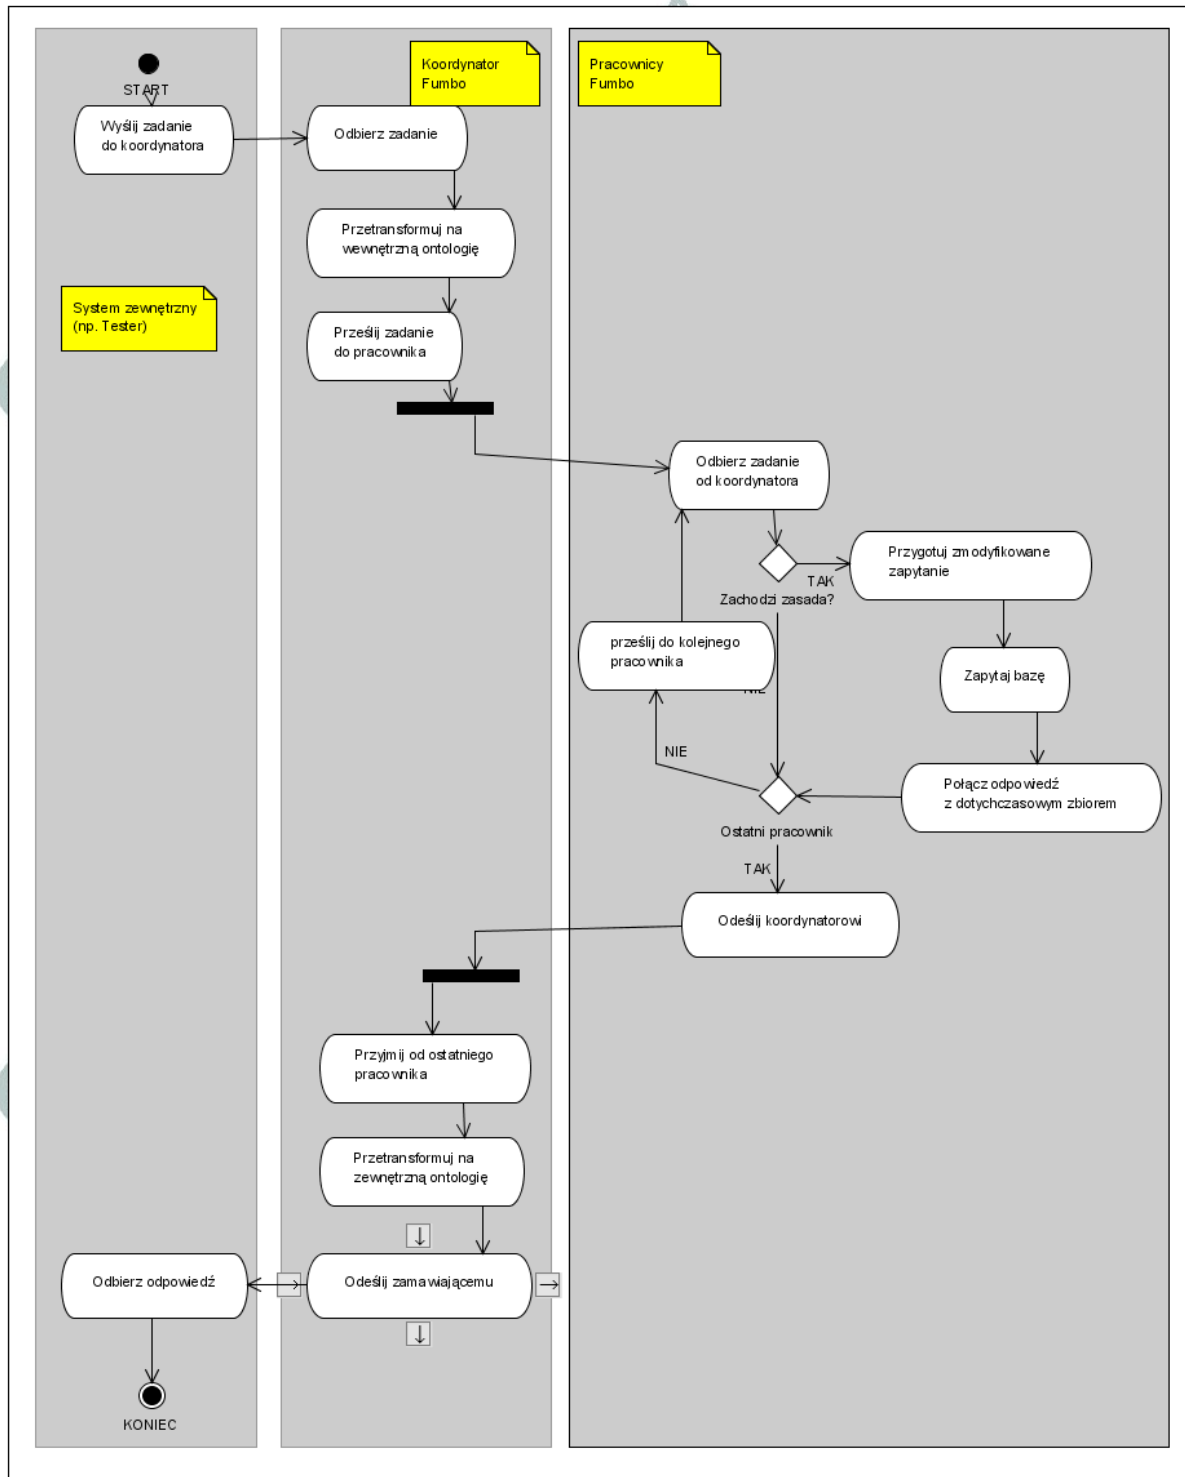 Koordynator
Fumbo
Pracownicy
Fumbo
START
Wyślij zadanie
do koordynatora
Odbierz zadanie
Przetransformuj na
wewnętrzną ontologię
System zewnętrzny
(np. Tester)
Prześlij zadanie
do pracownika
Odbierz zadanie
od koordynatora
Przygotuj zmodyfikowane
zapytanie
TAK
Zachodzi zasada?
prześlij do kolejnego
pracownika
Zapytaj bazę
NIE
NIE
Połącz odpowiedź
z dotychczasowym zbiorem
Ostatni pracownik
TAK
Odeślij koordynatorowi
Przyjmij od ostatniego
pracownika
Przetransformuj na
zewnętrzną ontologię
Odbierz odpowiedź
Odeślij zamawiającemu
KONIEC